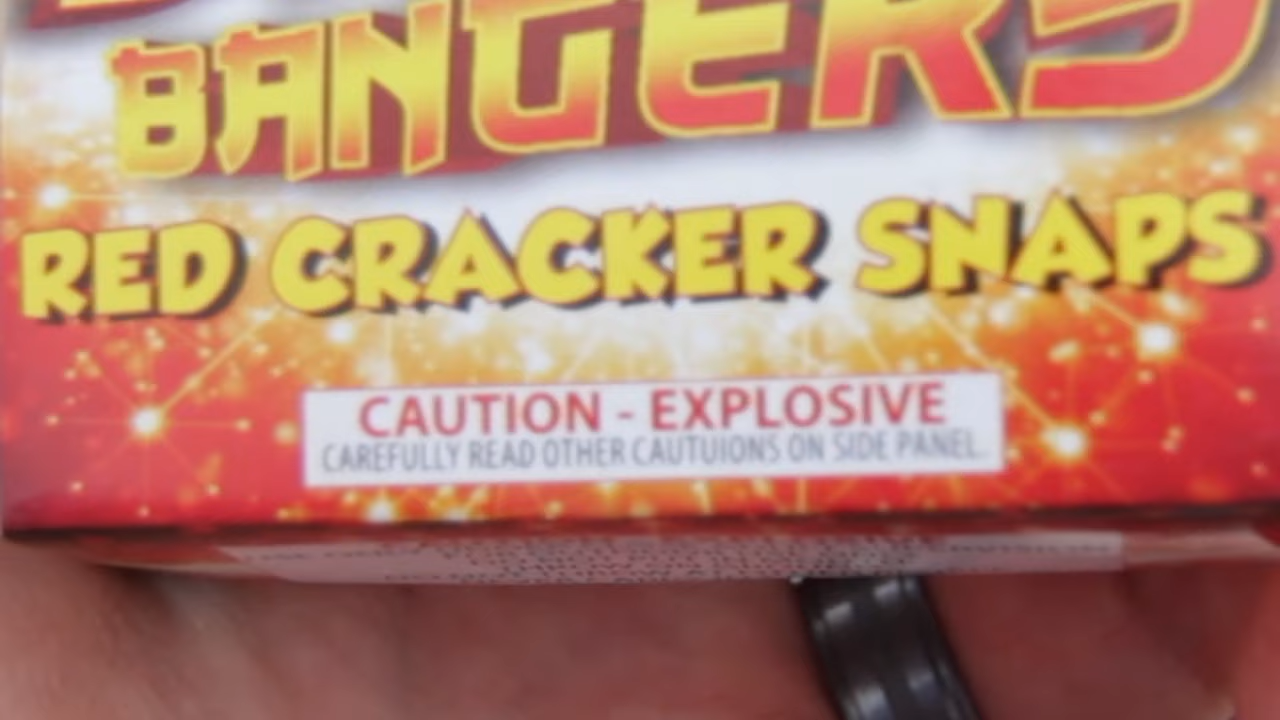 BANGERS
RED CRACKER SNAPS
CAUTION - EXPLOSIVE
CAREFULLY READ OTHER CAUTUIONS ON SIDE PANEL.